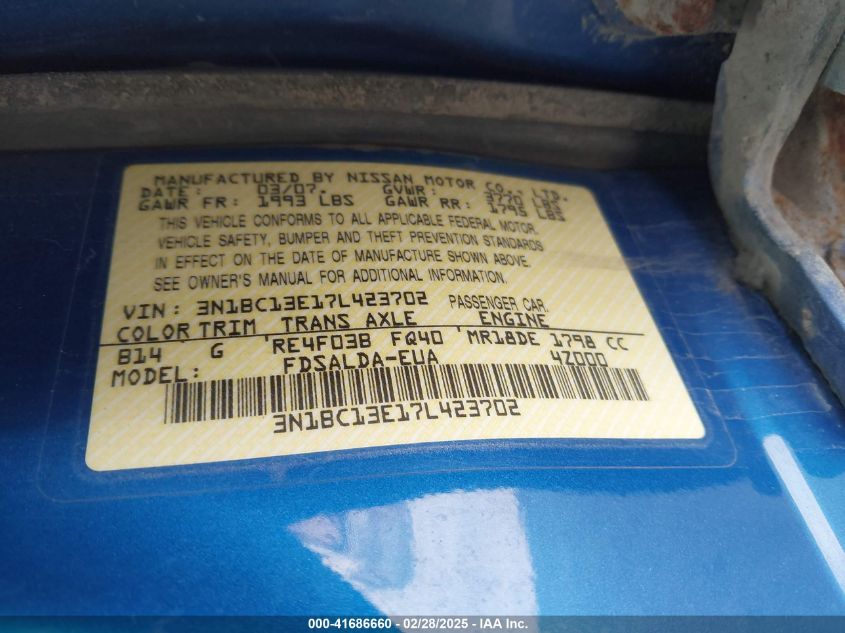 MANUFACTURED BY NISSAN MOTOR CO., LTD.
DATE: 03/07. GVWR: 3770 LBS
GAWR FR: 1993 LBS GAWR RR: 1795 LBS
THIS VEHICLE CONFORMS TO ALL APPLICABLE FEDERAL MOTOR
VEHICLE SAFETY, BUMPER AND THEFT PREVENTION STANDARDS
IN EFFECT ON THE DATE OF MANUFACTURE SHOWN ABOVE.
SEE OWNER'S MANUAL FOR ADDITIONAL INFORMATION.
VIN: 3N1BC13E17L423702 PASSENGER CAR.
COLOR TRIM TRANS AXLE ENGINE
B14 G RE4F03B FQ40 MR18DE 1798 CC
MODEL: FDSALDA-EUA 4Z000
3N1BC13E17L423702
000-41686660 - 02/28/2025 - IAA Inc.